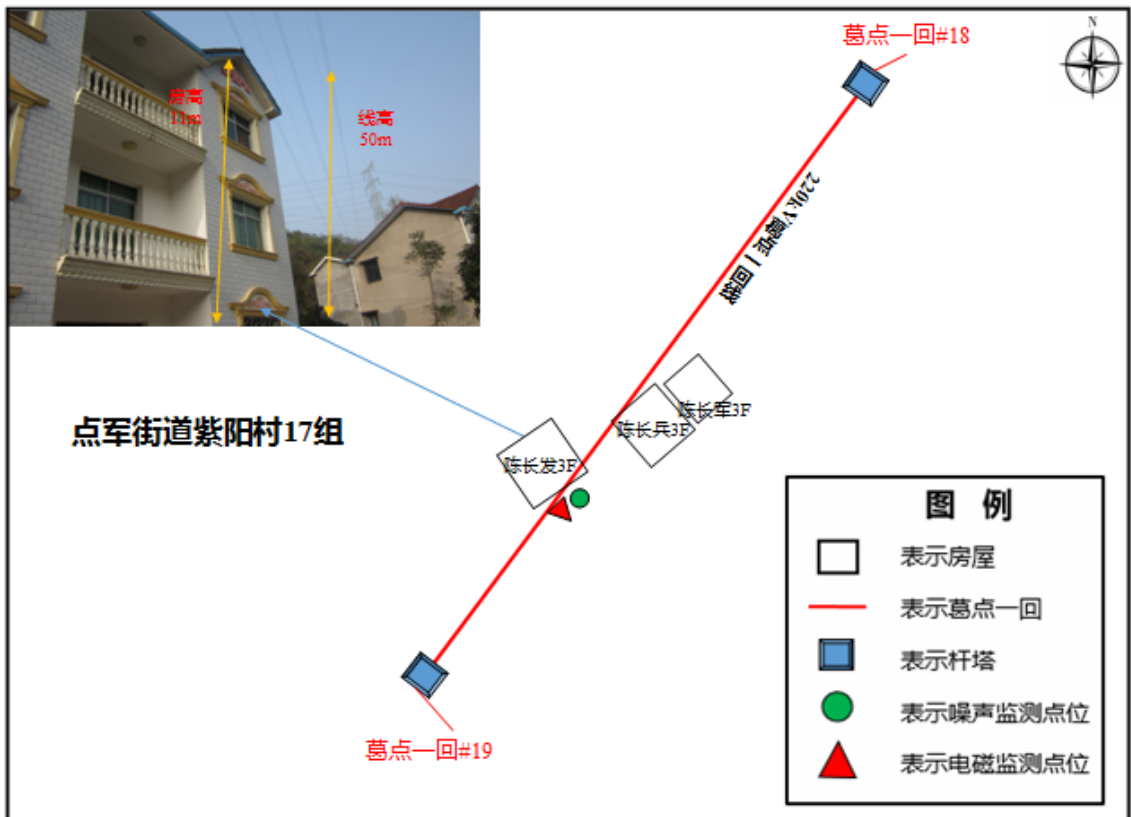 葛点一回#18
N
房高
11m
线高
50m
220kV葛点一回线
陈长军3F
陈长兵3F
点军街道紫阳村17组
陈长发3F
图 例
表示房屋
表示葛点一回
表示杆塔
表示噪声监测点位
表示电磁监测点位
葛点一回#19